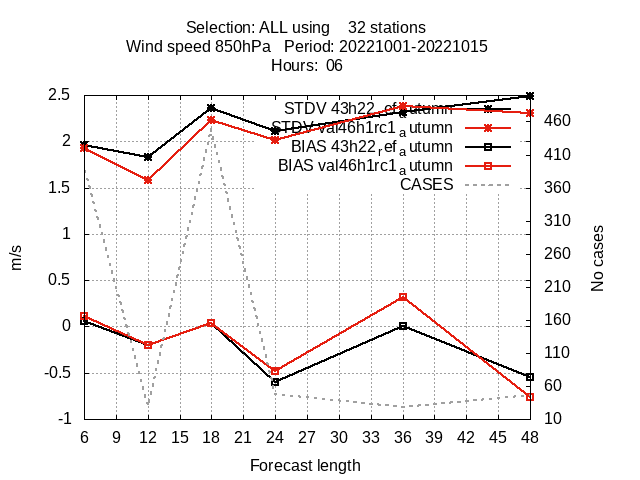 Selection: ALL using 32 stations
Wind speed 850hPa Period: 20221001-20221015
Hours: 06
STDV 43h22_ref_autumn
STDV val46h1rc1_autumn
BIAS 43h22_ref_autumn
BIAS val46h1rc1_autumn
CASES
2.5
2
1.5
1
0.5
0
-0.5
-1
m/s
460
410
360
310
260
210
160
110
60
10
No cases
6 9 12 15 18 21 24 27 30 33 36 39 42 45 48
Forecast length